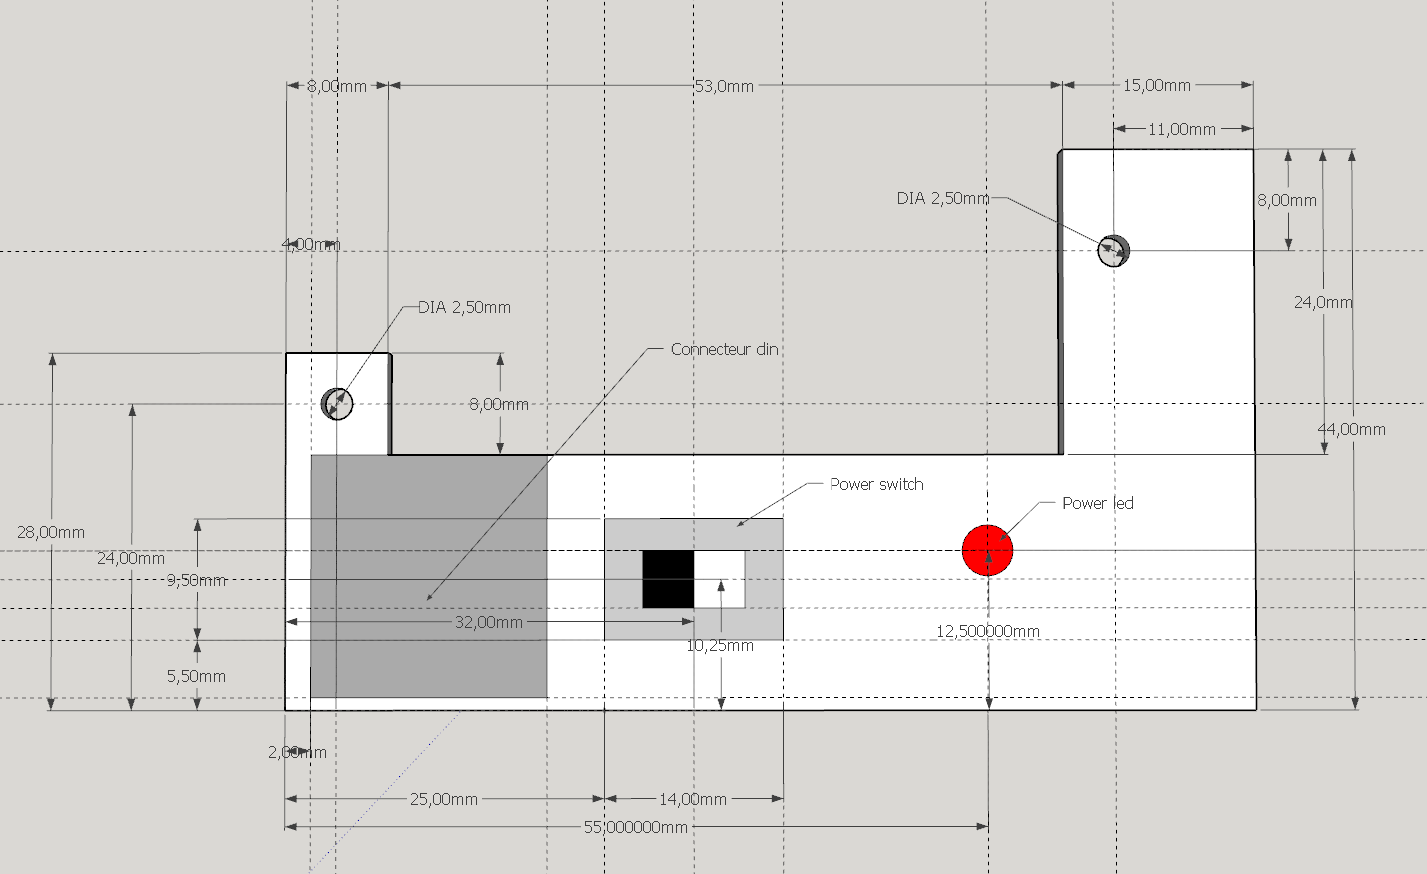 8,00mm
53,0mm
15,00mm
11,00mm
DIA 2,50mm
8,00mm
4,00mm
24,0mm
DIA 2,50mm
Connecteur din
8,00mm
44,00mm
Power switch
Power led
28,00mm
24,00mm
9,50mm
32,00mm
12,500000mm
10,25mm
5,50mm
2,00mm
25,00mm
14,00mm
55,000000mm